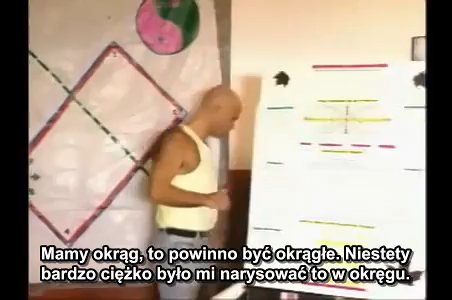 Mamy okrąg, to powinno być okrągłe. Niestety
bardzo ciężko było mi narysować to w okręgu.